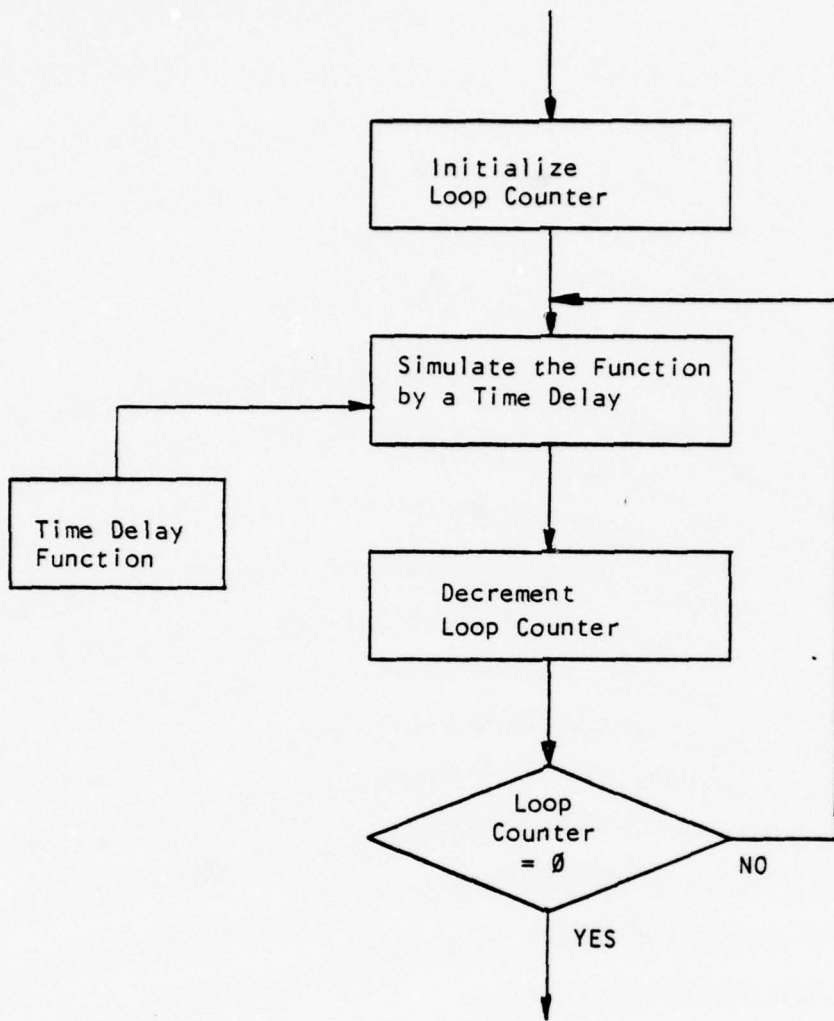 Initialize
Loop Counter
Simulate the Function
by a Time Delay
Time Delay
Function
Decrement
Loop Counter
Loop
Counter
= Ø
NO
YES